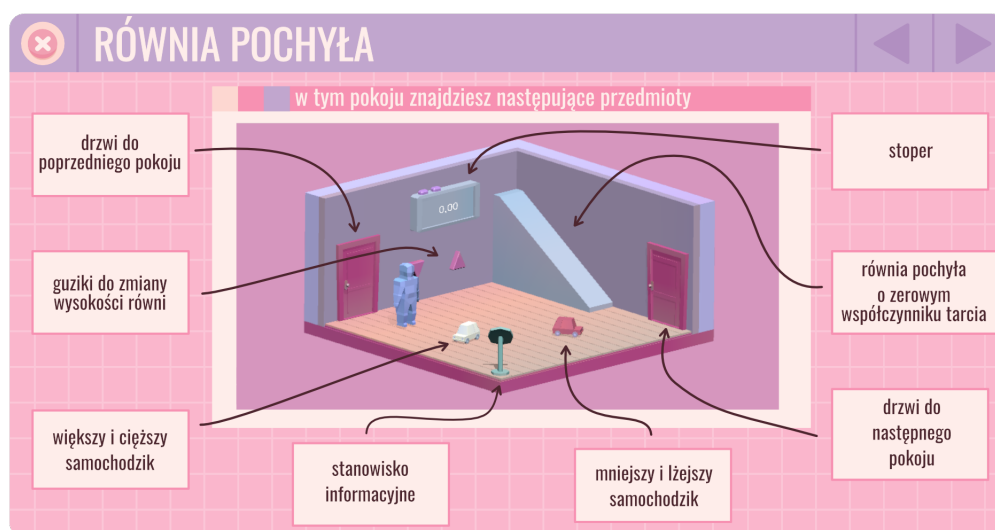 RÓWNIA POCHYŁA
w tym pokoju znajdziesz następujące przedmioty
drzwi do
poprzedniego pokoju
stoper
0.00
guziki do zmiany
wysokości równi
równia pochyła
o zerowym
współczynniku tarcia
większy i cięższy
samochodzik
stanowisko
informacyjne
mniejszy i lżejszy
samochodzik
drzwi do
następnego
pokoju